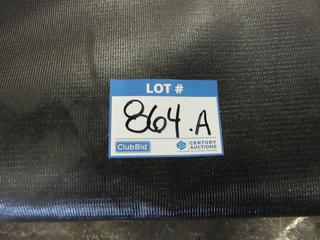 LOT #
864.A
ClubBid
CENTURY
AUCTIONS